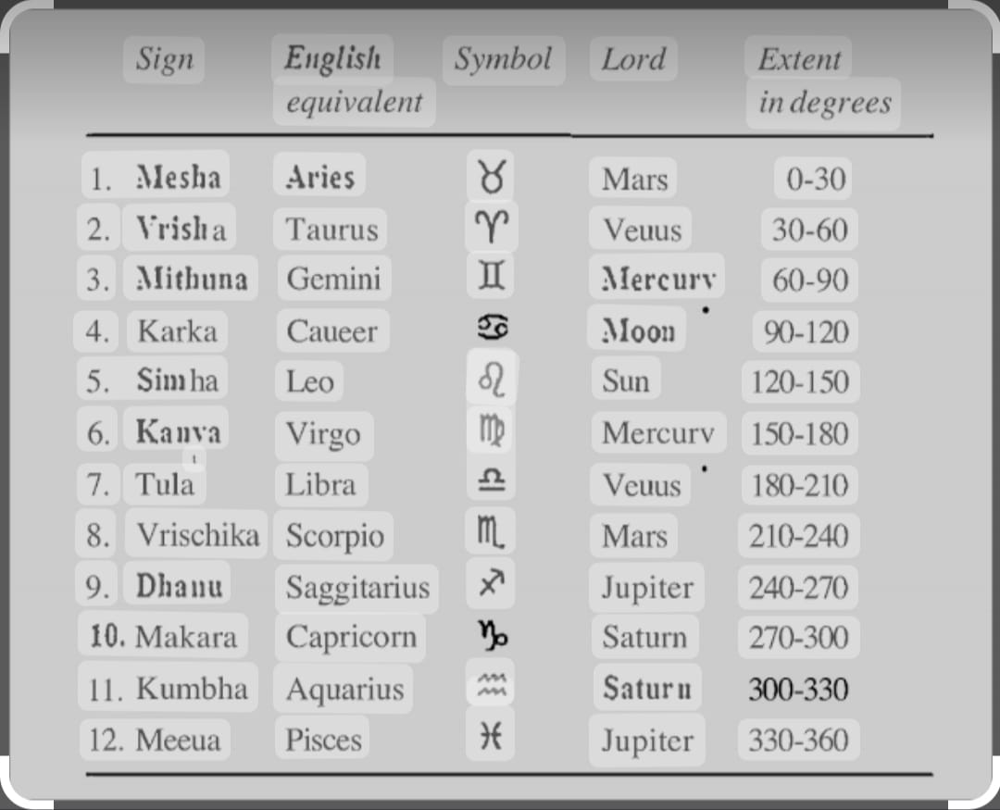 Sign English Symbol Lord Extent
equivalent in degrees
1. Mesha Aries ♉ Mars 0-30
2. Vrisha Taurus ♈ Veuus 30-60
3. Mithuna Gemini ♊ Mercurv 60-90
4. Karka Caueer ♋ Moon 90-120
5. Simha Leo ♌ Sun 120-150
6. Kanva Virgo ♍ Mercurv 150-180
7. Tula Libra ♎ Veuus 180-210
8. Vrischika Scorpio ♏ Mars 210-240
9. Dhanu Saggitarius ♐ Jupiter 240-270
10. Makara Capricorn ♑ Saturn 270-300
11. Kumbha Aquarius ♒ Saturn 300-330
12. Meeua Pisces ♓ Jupiter 330-360